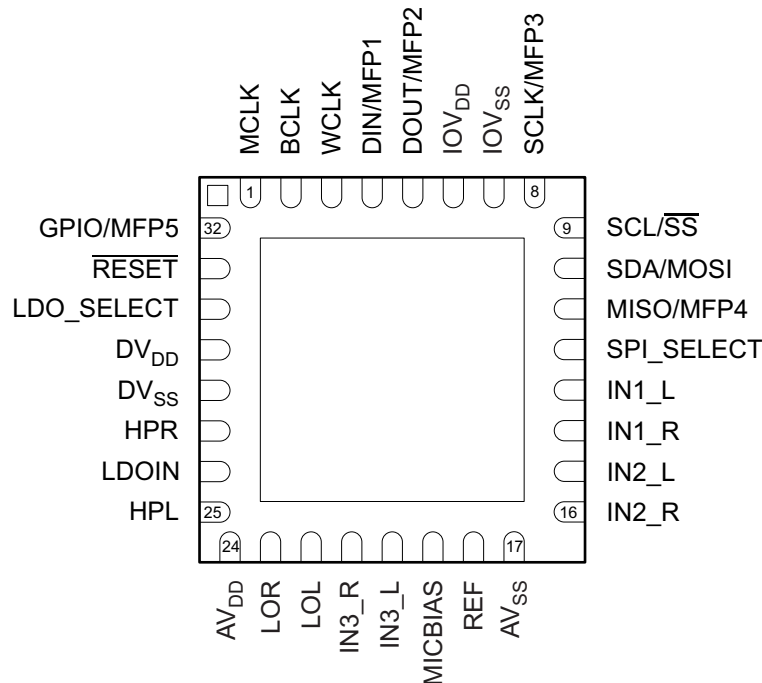 MCLK
BCLK
WCLK
DIN/MFP1
DOUT/MFP2
IOVDD
IOVSS
SCLK/MFP3
1
8
GPIO/MFP5
32
9
SCL/S̅S̅
R̅E̅S̅E̅T̅
SDA/MOSI
LDO_SELECT
MISO/MFP4
DVDD
SPI_SELECT
DVSS
IN1_L
HPR
IN1_R
LDOIN
IN2_L
HPL
25
16
IN2_R
24
17
AVDD
LOR
LOL
IN3_R
IN3_L
MICBIAS
REF
AVSS